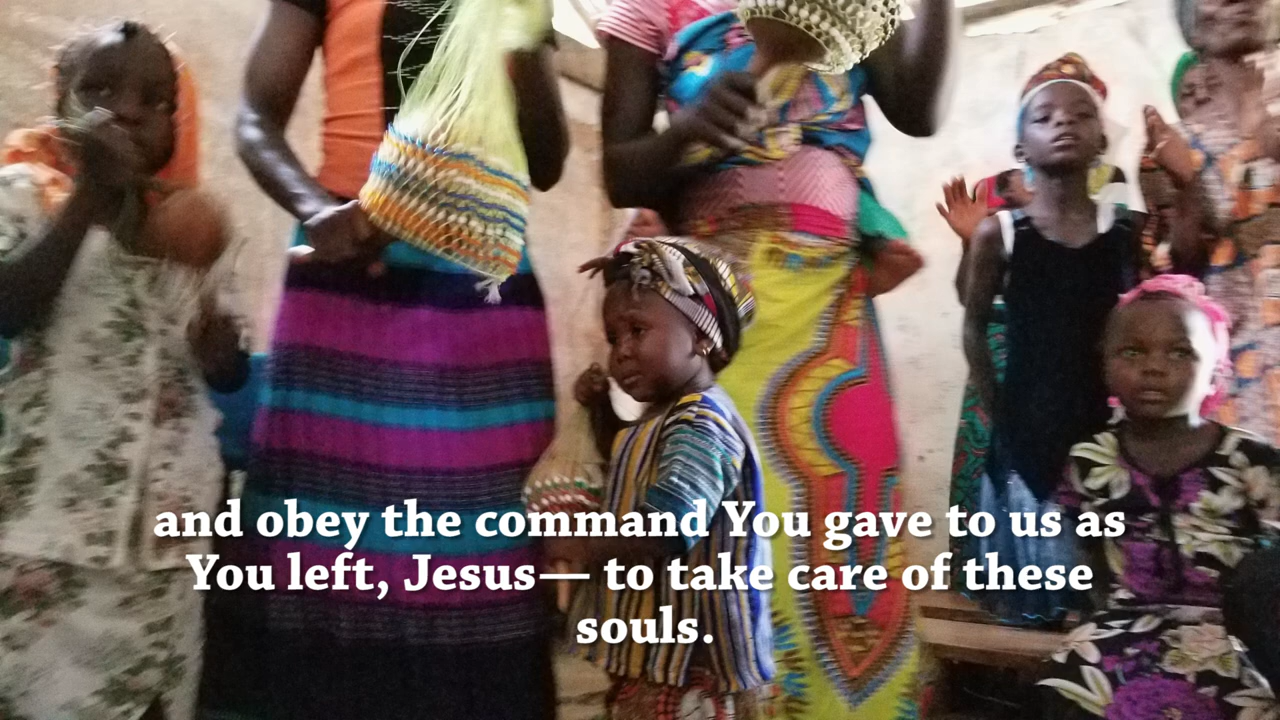 and obey the command You gave to us as
You left, Jesus— to take care of these
souls.